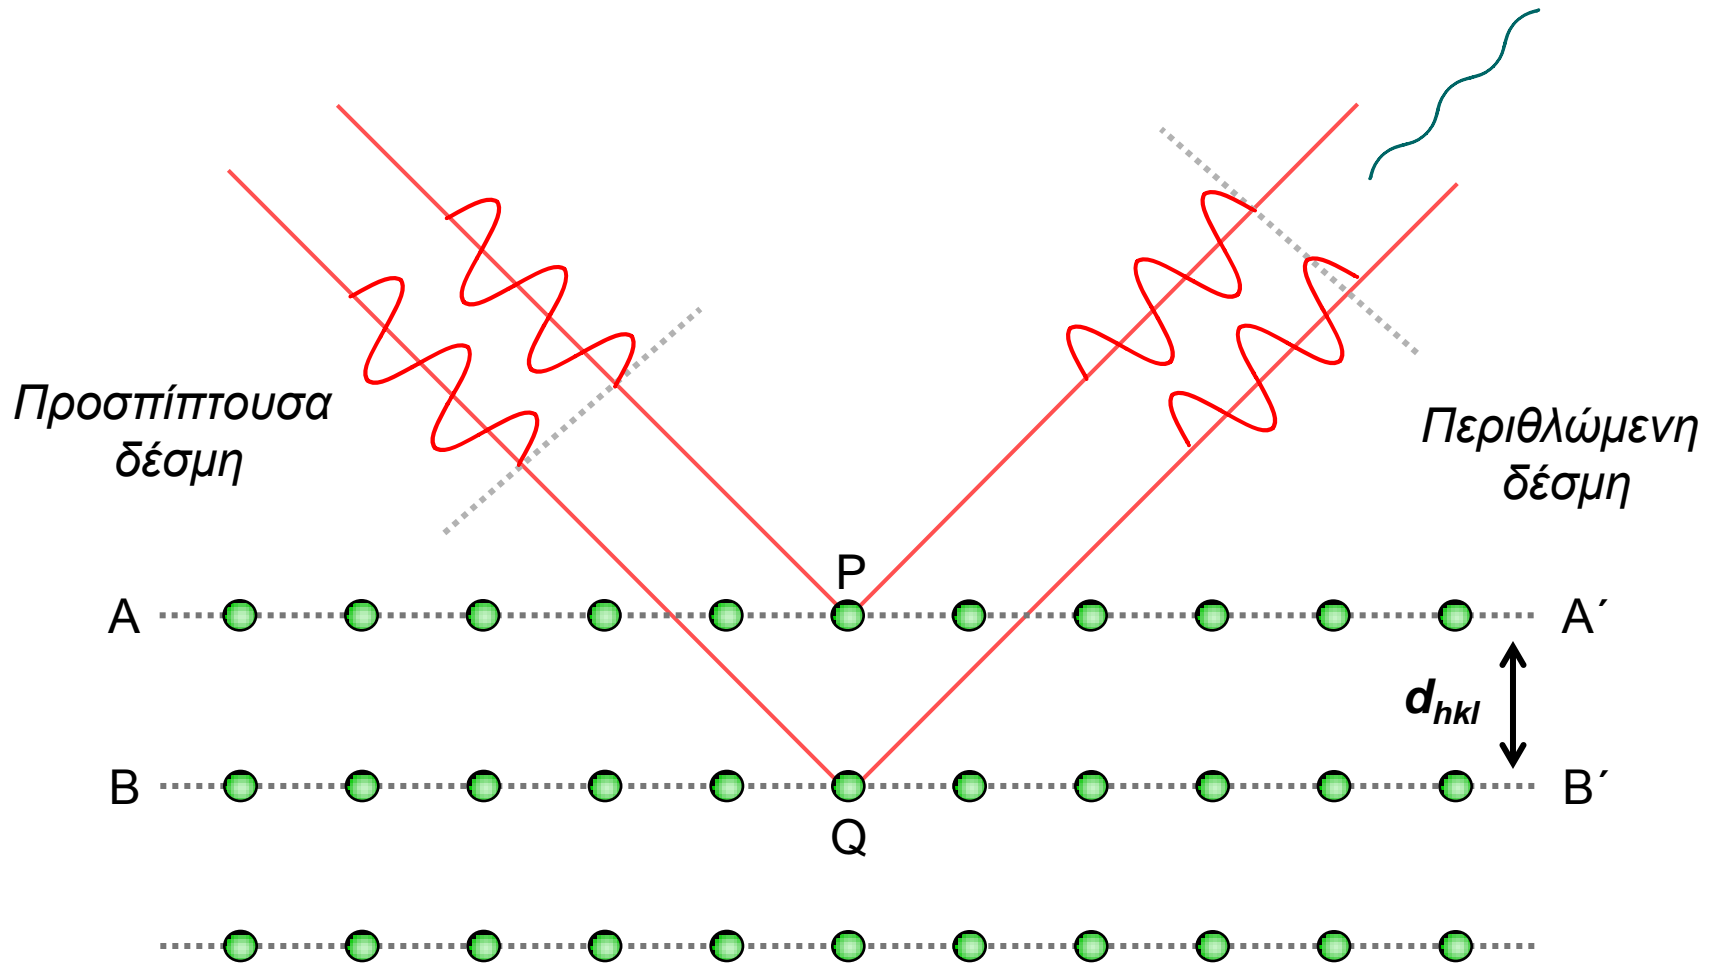 Προσπίπτουσα
δέσμη
Περιθλώμενη
δέσμη
P
A
A´
d_hkl
B
B´
Q